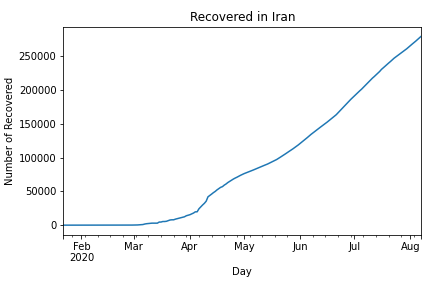 Recovered in Iran
Number of Recovered
250000
200000
150000
100000
50000
0
Feb Mar Apr May Jun Jul Aug
2020
Day